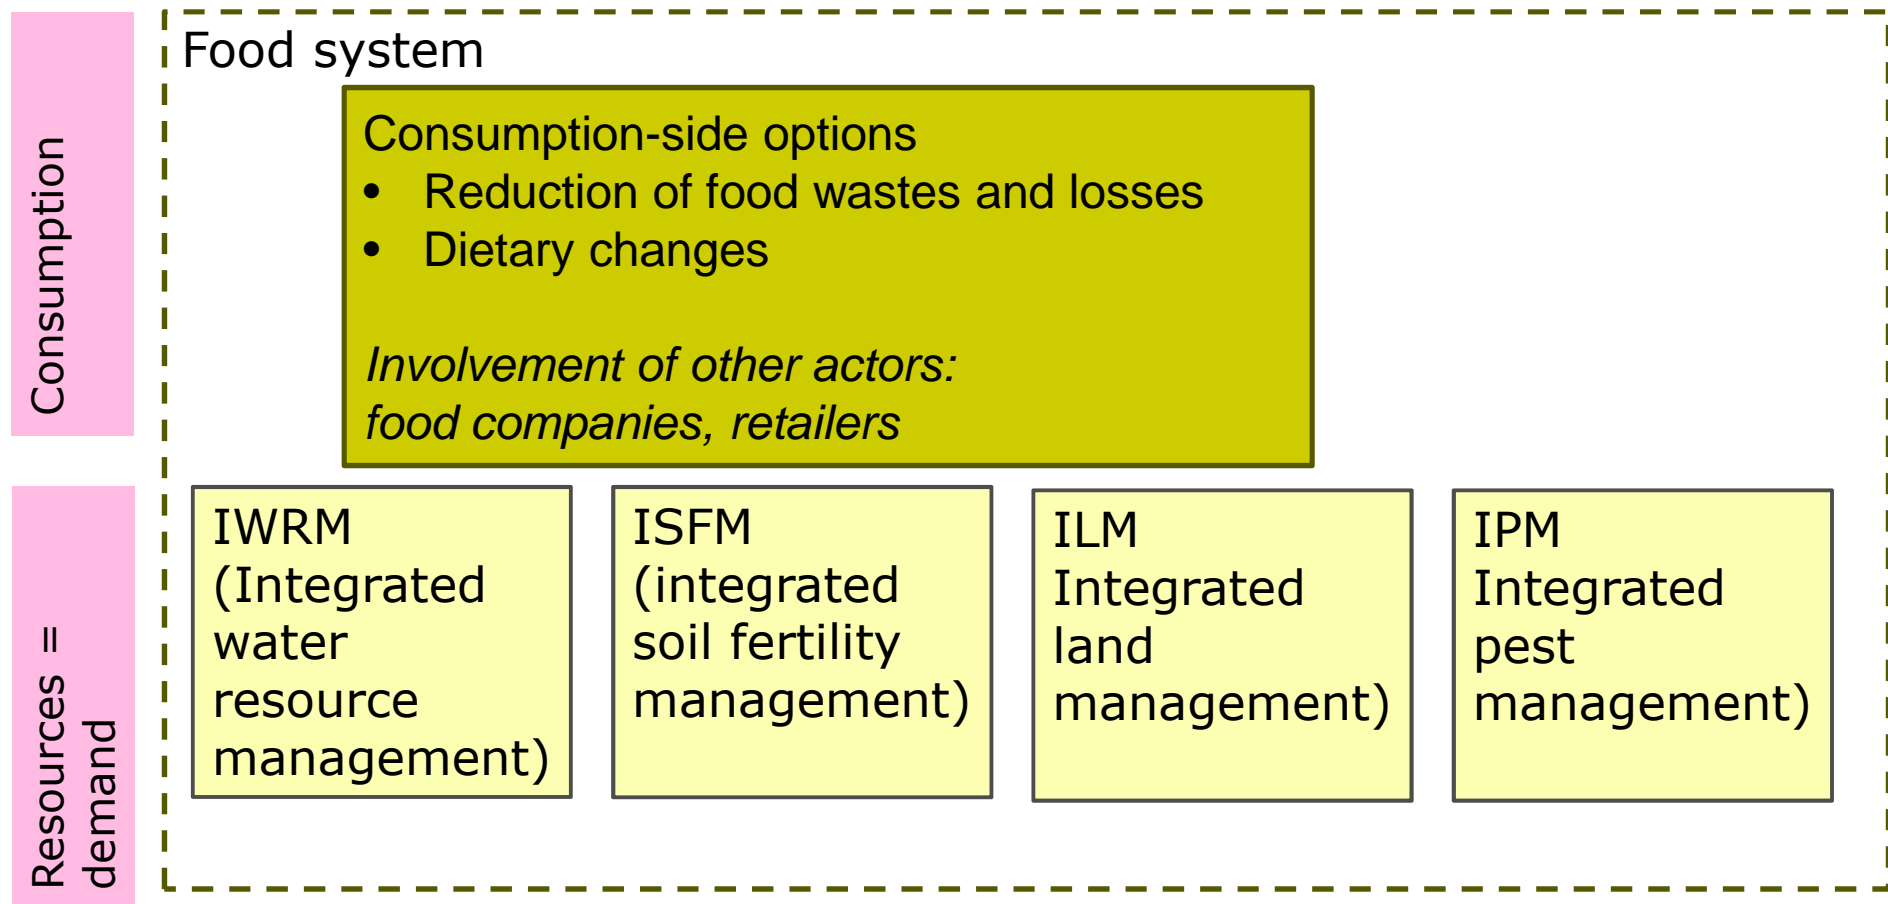 Consumption
Food system
Consumption-side options
• Reduction of food wastes and losses
• Dietary changes
Involvement of other actors:
food companies, retailers
Resources =
demand
IWRM
(Integrated
water
resource
management)
ISFM
(integrated
soil fertility
management)
ILM
Integrated
land
management)
IPM
Integrated
pest
management)